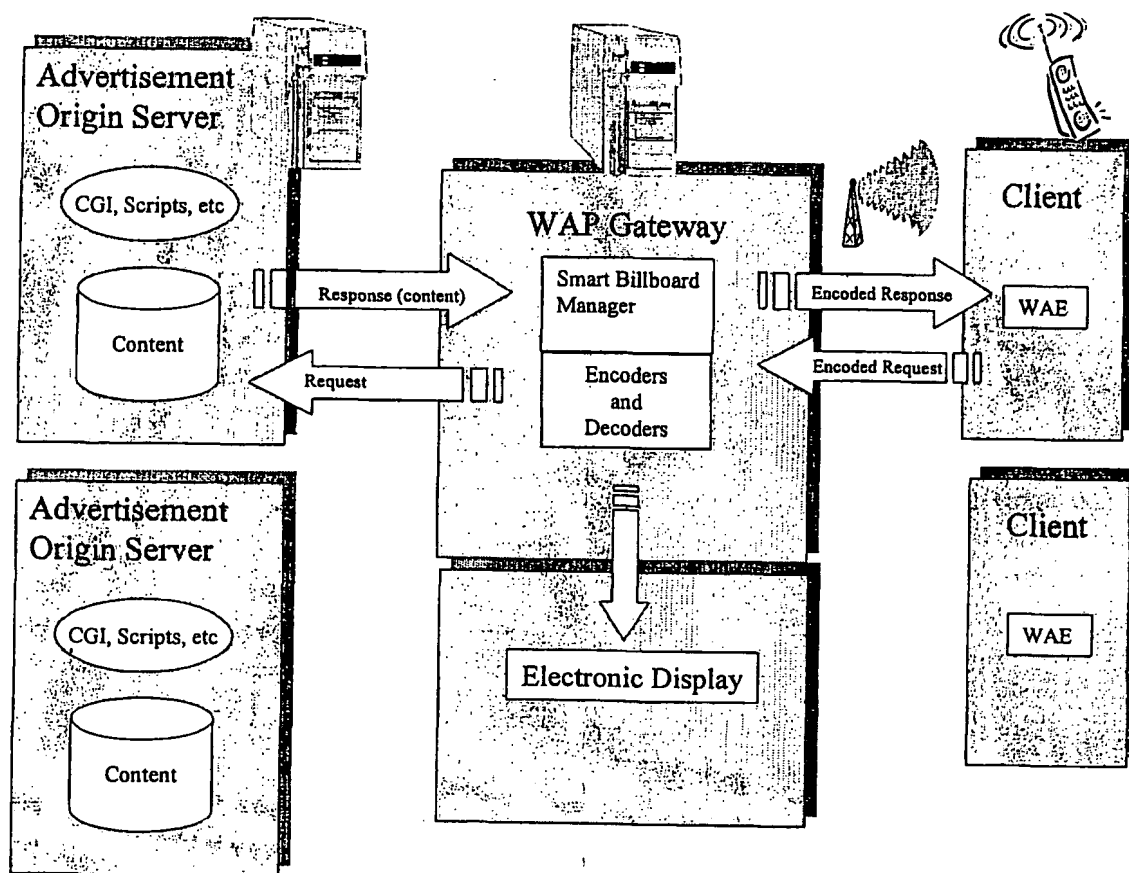 Advertisement
Origin Server
CGI, Scripts, etc
Content
Response (content)
Request
WAP Gateway
Smart Billboard
Manager
Encoders
and
Decoders
Encoded Response
Encoded Request
Client
WAE
Advertisement
Origin Server
CGI, Scripts, etc
Content
Electronic Display
Client
WAE